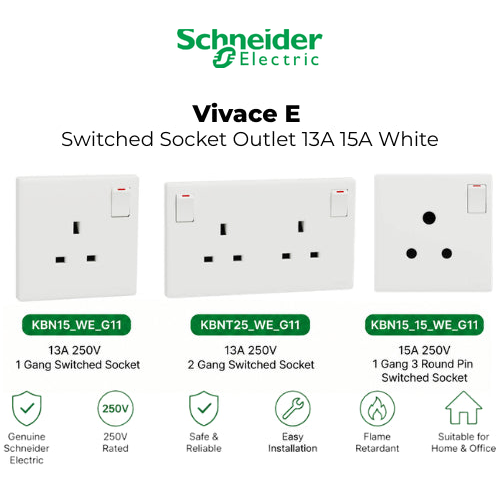 Schneider
Electric
Vivace E
Switched Socket Outlet 13A 15A White
KBN15_WE_G11
13A 250V
1 Gang Switched Socket
KBNT25_WE_G11
13A 250V
2 Gang Switched Socket
KBN15_15_WE_G11
15A 250V
1 Gang 3 Round Pin
Switched Socket
Genuine
Schneider
Electric
250V
250V
Rated
Safe &
Reliable
Easy
Installation
Flame
Retardant
Suitable for
Home & Office